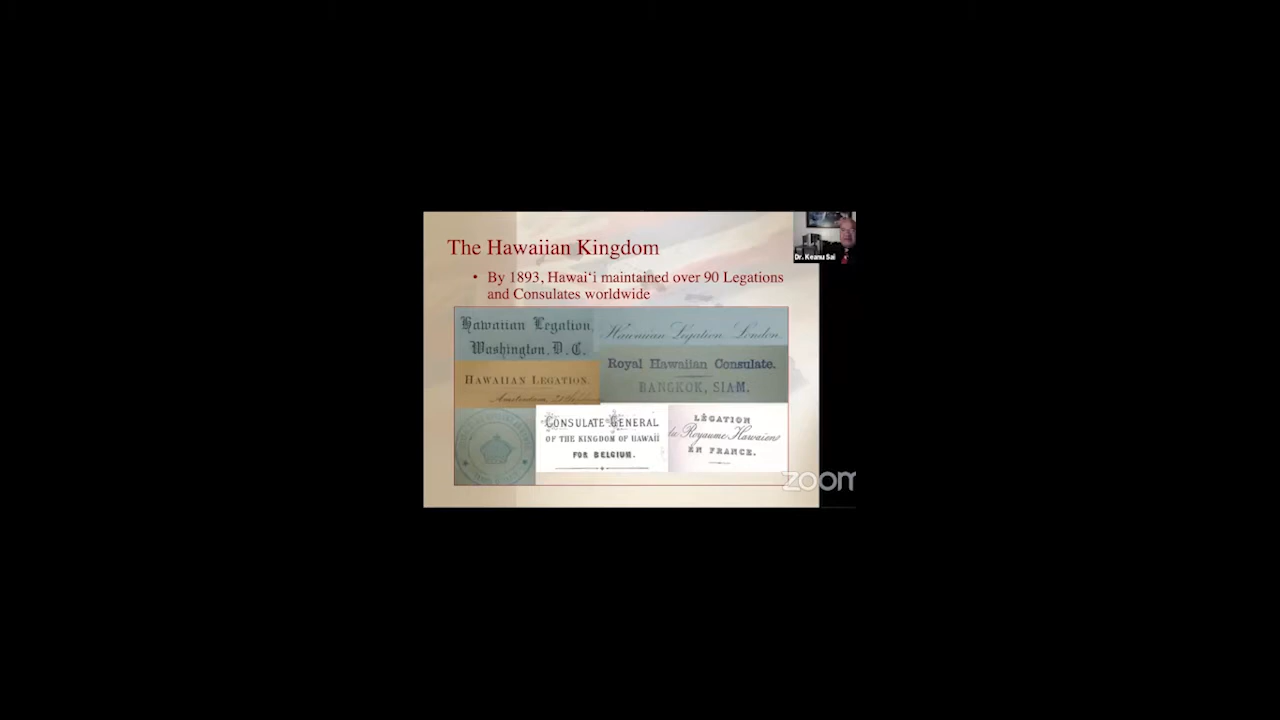 The Hawaiian Kingdom
Dr. Keanu Sai
• By 1893, Hawai‘i maintained over 90 Legations
and Consulates worldwide
Hawaiian Legation,
Washington, D. C.
Hawaiian Legation London.
HAWAIIAN LEGATION.
Amsterdam
Royal Hawaiian Consulate.
BANGKOK, SIAM.
CONSULATE GENERAL
OF THE KINGDOM OF HAWAII
FOR BELGIUM.
LÉGATION
du Royaume Hawaïen
EN FRANCE.
zoom